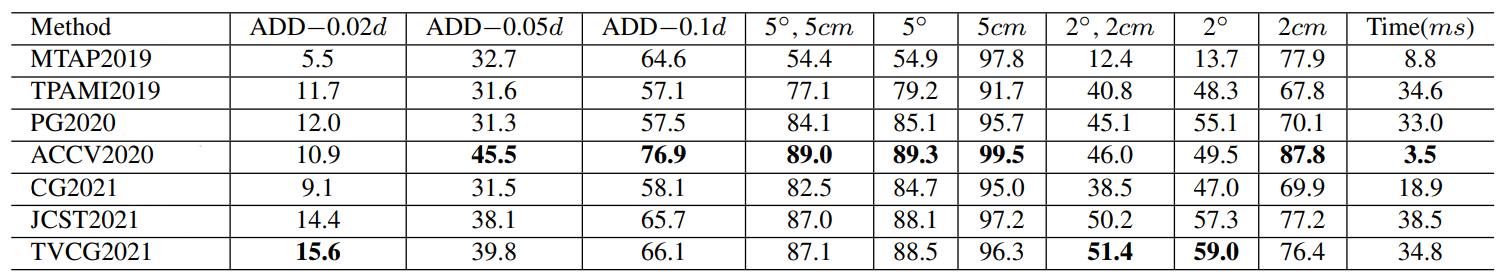 Method ADD−0.02d ADD−0.05d ADD−0.1d 5°, 5cm 5° 5cm 2°, 2cm 2° 2cm Time(ms)
MTAP2019 5.5 32.7 64.6 54.4 54.9 97.8 12.4 13.7 77.9 8.8
TPAMI2019 11.7 31.6 57.1 77.1 79.2 91.7 40.8 48.3 67.8 34.6
PG2020 12.0 31.3 57.5 84.1 85.1 95.7 45.1 55.1 70.1 33.0
ACCV2020 10.9 45.5 76.9 89.0 89.3 99.5 46.0 49.5 87.8 3.5
CG2021 9.1 31.5 58.1 82.5 84.7 95.0 38.5 47.0 69.9 18.9
JCST2021 14.4 38.1 65.7 87.0 88.1 97.2 50.2 57.3 77.2 38.5
TVCG2021 15.6 39.8 66.1 87.1 88.5 96.3 51.4 59.0 76.4 34.8